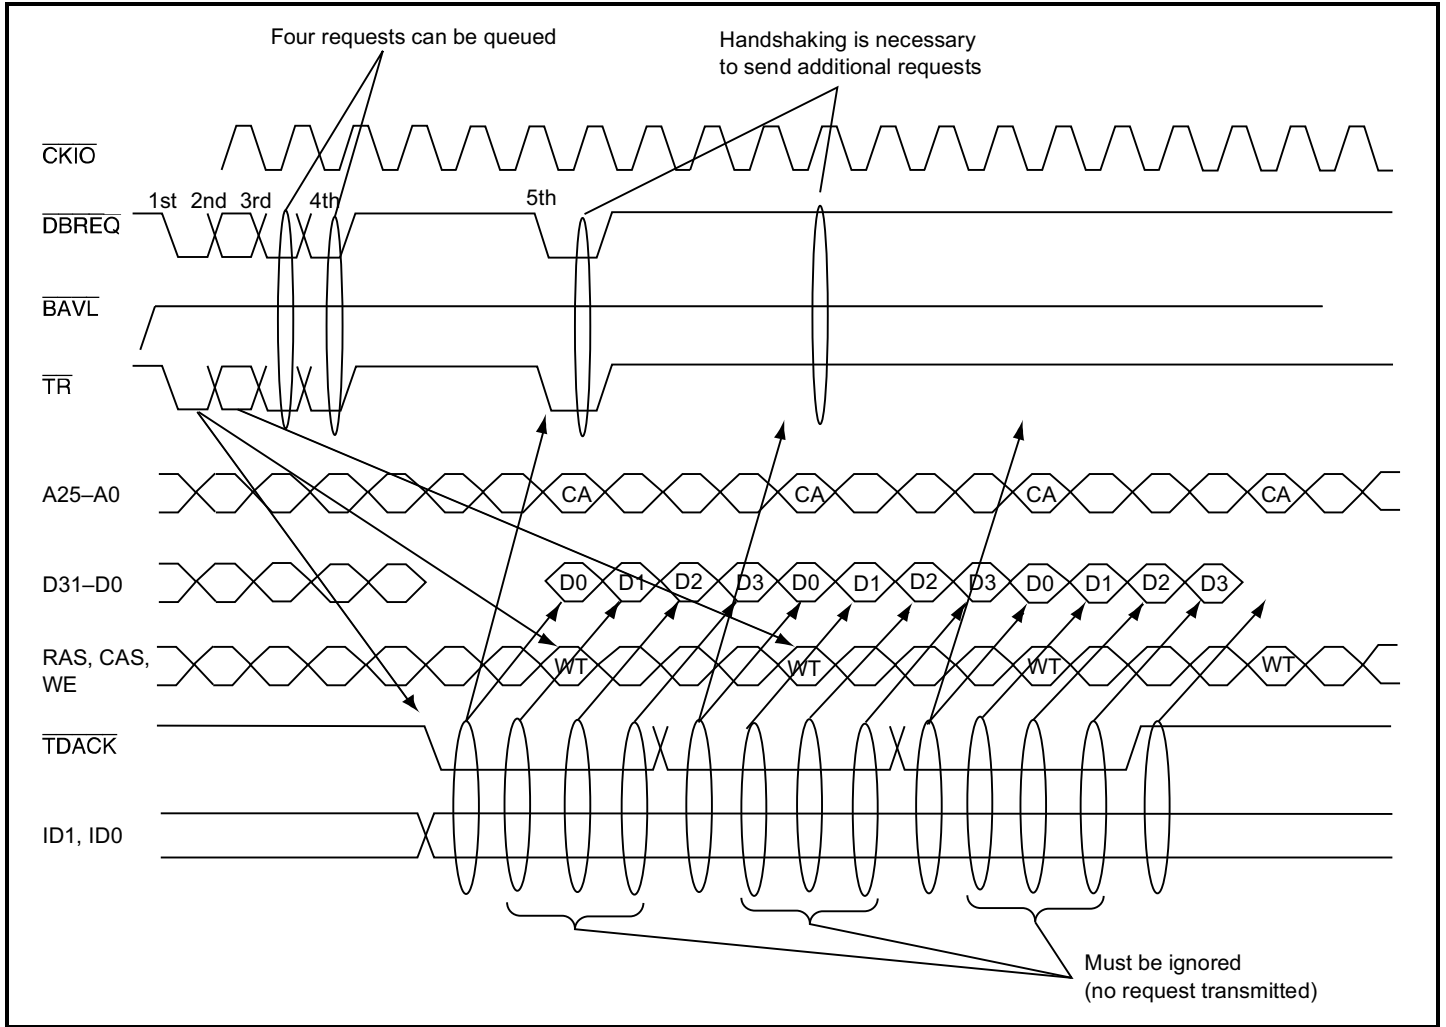 Four requests can be queued
Handshaking is necessary
to send additional requests
CKIO
1st 2nd 3rd 4th 5th
DBREQ
BAVL
TR
A25–A0 CA CA CA CA
D31–D0 D0 D1 D2 D3 D0 D1 D2 D3 D0 D1 D2 D3
RAS, CAS,
WE WT WT WT WT
TDACK
ID1, ID0
Must be ignored
(no request transmitted)